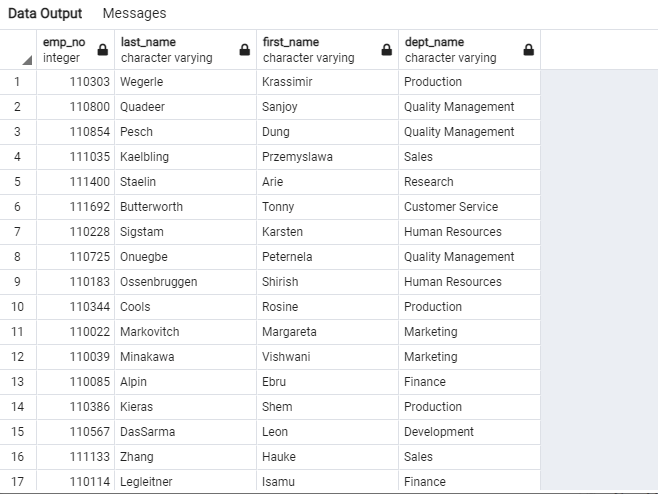 Data Output Messages
emp_no last_name first_name dept_name
integer character varying character varying character varying
1 110303 Wegerle Krassimir Production
2 110800 Quadeer Sanjoy Quality Management
3 110854 Pesch Dung Quality Management
4 111035 Kaelbling Przemyslawa Sales
5 111400 Staelin Arie Research
6 111692 Butterworth Tonny Customer Service
7 110228 Sigstam Karsten Human Resources
8 110725 Onuegbe Peternela Quality Management
9 110183 Ossenbruggen Shirish Human Resources
10 110344 Cools Rosine Production
11 110022 Markovitch Margareta Marketing
12 110039 Minakawa Vishwani Marketing
13 110085 Alpin Ebru Finance
14 110386 Kieras Shem Production
15 110567 DasSarma Leon Development
16 111133 Zhang Hauke Sales
17 110114 Legleitner Isamu Finance